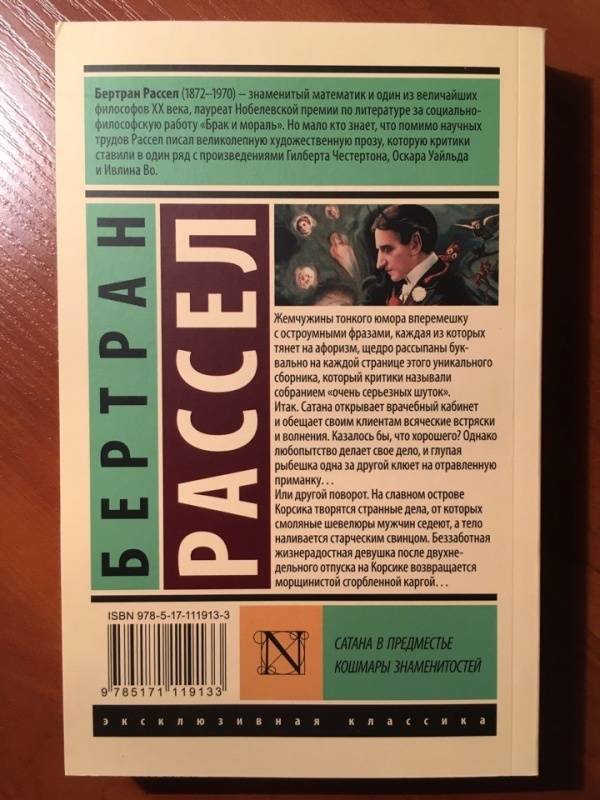 Бертран Рассел (1872–1970) – знаменитый математик и один из величайших
философов XX века, лауреат Нобелевской премии по литературе за социально-
философскую работу «Брак и мораль». Но мало кто знает, что помимо научных
трудов Рассел писал великолепную художественную прозу, которую критики
ставили в один ряд с произведениями Гилберта Честертона, Оскара Уайльда
и Ивлина Во.
БЕРТРАН
РАССЕЛ
Жемчужины тонкого юмора вперемешку
с остроумными фразами, каждая из которых
тянет на афоризм, щедро рассыпаны бук-
вально на каждой странице этого уникального
сборника, который критики называли
собранием «очень серьезных шуток».
Итак. Сатана открывает врачебный кабинет
и обещает своим клиентам всяческие встряски
и волнения. Казалось бы, что хорошего? Однако
любопытство делает свое дело, и глупая
рыбешка одна за другой клюет на отравленную
приманку…
Или другой поворот. На славном острове
Корсика творятся странные дела, от которых
смоляные шевелюры мужчин седеют, а тело
наливается старческим свинцом. Беззаботная
жизнерадостная девушка после двухне-
дельного отпуска на Корсике возвращается
морщинистой сгорбленной каргой…
ISBN 978-5-17-111913-3
9 785171 119133
N
САТАНА В ПРЕДМЕСТЬЕ
КОШМАРЫ ЗНАМЕНИТОСТЕЙ
эксклюзивная классика